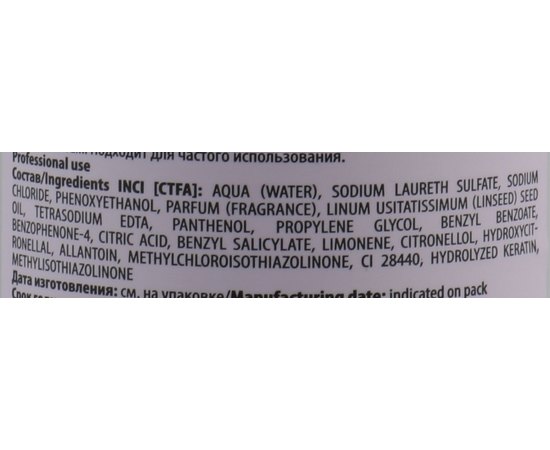 подходит для частого использования.
Professional use
Состав/Ingredients INCI [CTFA]: AQUA (WATER), SODIUM LAURETH SULFATE, SODIUM
CHLORIDE, PHENOXYETHANOL, PARFUM (FRAGRANCE), LINUM USITATISSIMUM (LINSEED) SEED
OIL, TETRASODIUM EDTA, PANTHENOL, PROPYLENE GLYCOL, BENZYL BENZOATE,
BENZOPHENONE-4, CITRIC ACID, BENZYL SALICYLATE, LIMONENE, CITRONELLOL, HYDROXYCIT-
RONELLAL, ALLANTOIN, METHYLCHLOROISOTHIAZOLINONE, CI 28440, HYDROLYZED KERATIN,
METHYLISOTHIAZOLINONE
Дата изготовления: см. на упаковке/Manufacturing date: indicated on pack
Срок